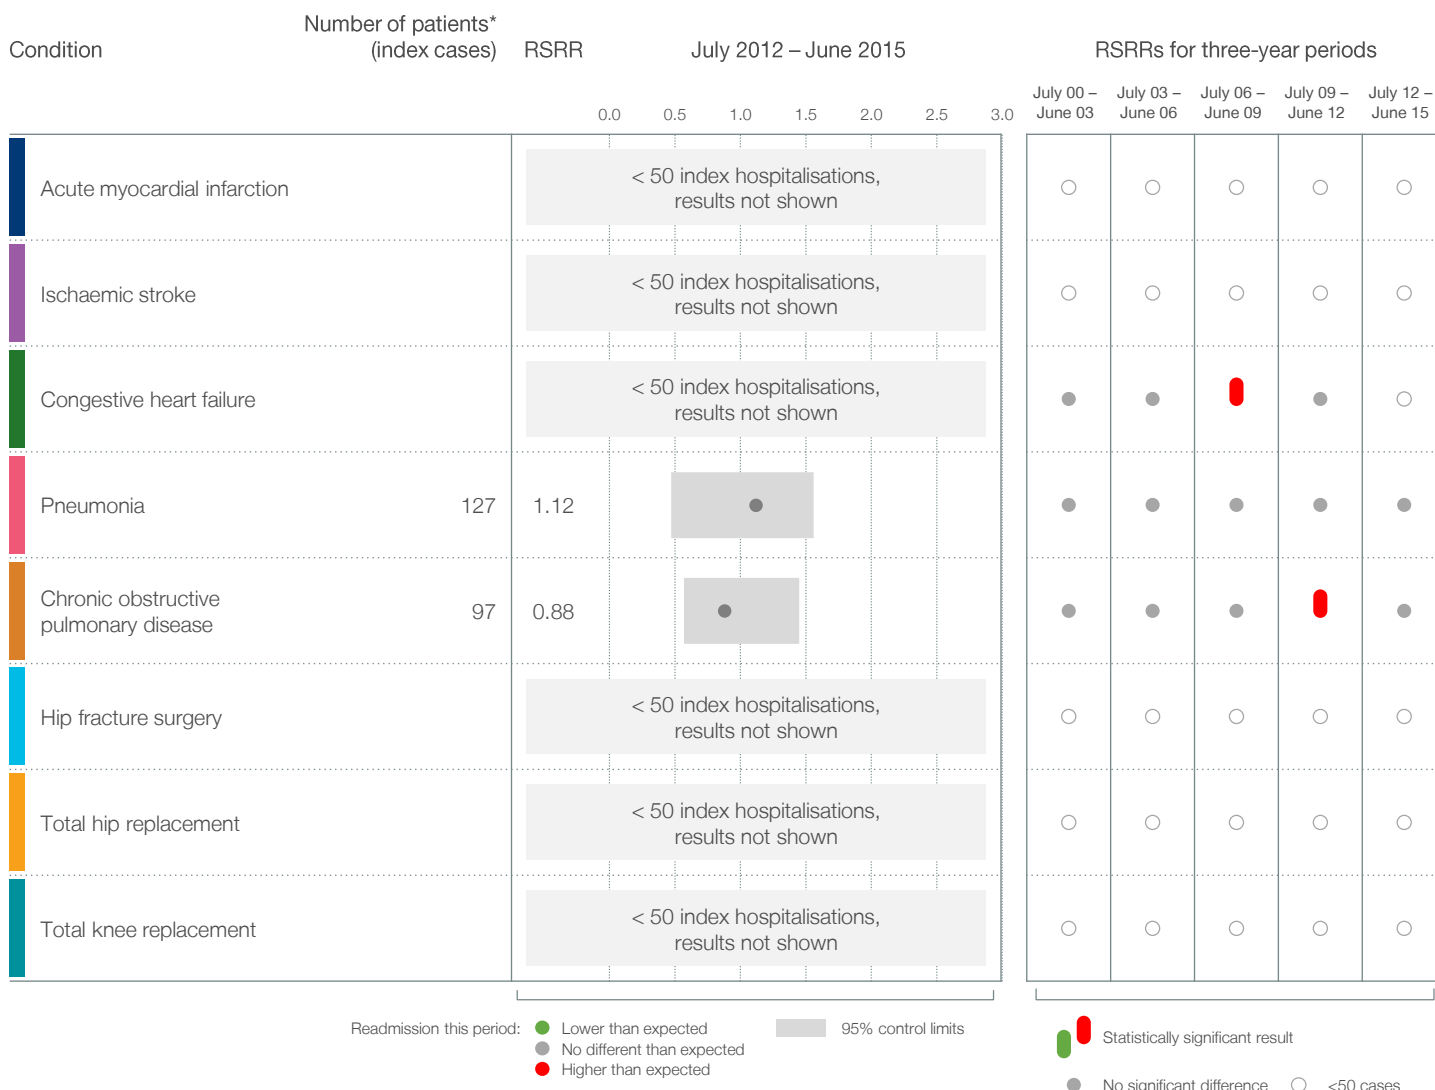 Number of patients*
Condition (index cases) RSRR July 2012 – June 2015 RSRRs for three-year periods
July 00 – July 03 – July 06 – July 09 – July 12 –
0.0 0.5 1.0 1.5 2.0 2.5 3.0 June 03 June 06 June 09 June 12 June 15
< 50 index hospitalisations,
Acute myocardial infarction
results not shown
< 50 index hospitalisations,
Ischaemic stroke
results not shown
< 50 index hospitalisations,
Congestive heart failure
results not shown
Pneumonia 127 1.12
Chronic obstructive
pulmonary disease 97 0.88
< 50 index hospitalisations,
Hip fracture surgery
results not shown
< 50 index hospitalisations,
Total hip replacement
results not shown
< 50 index hospitalisations,
Total knee replacement
results not shown
Readmission this period: Lower than expected 95% control limits
Statistically significant result
No different than expected
Higher than expected
No significant difference <50 cases